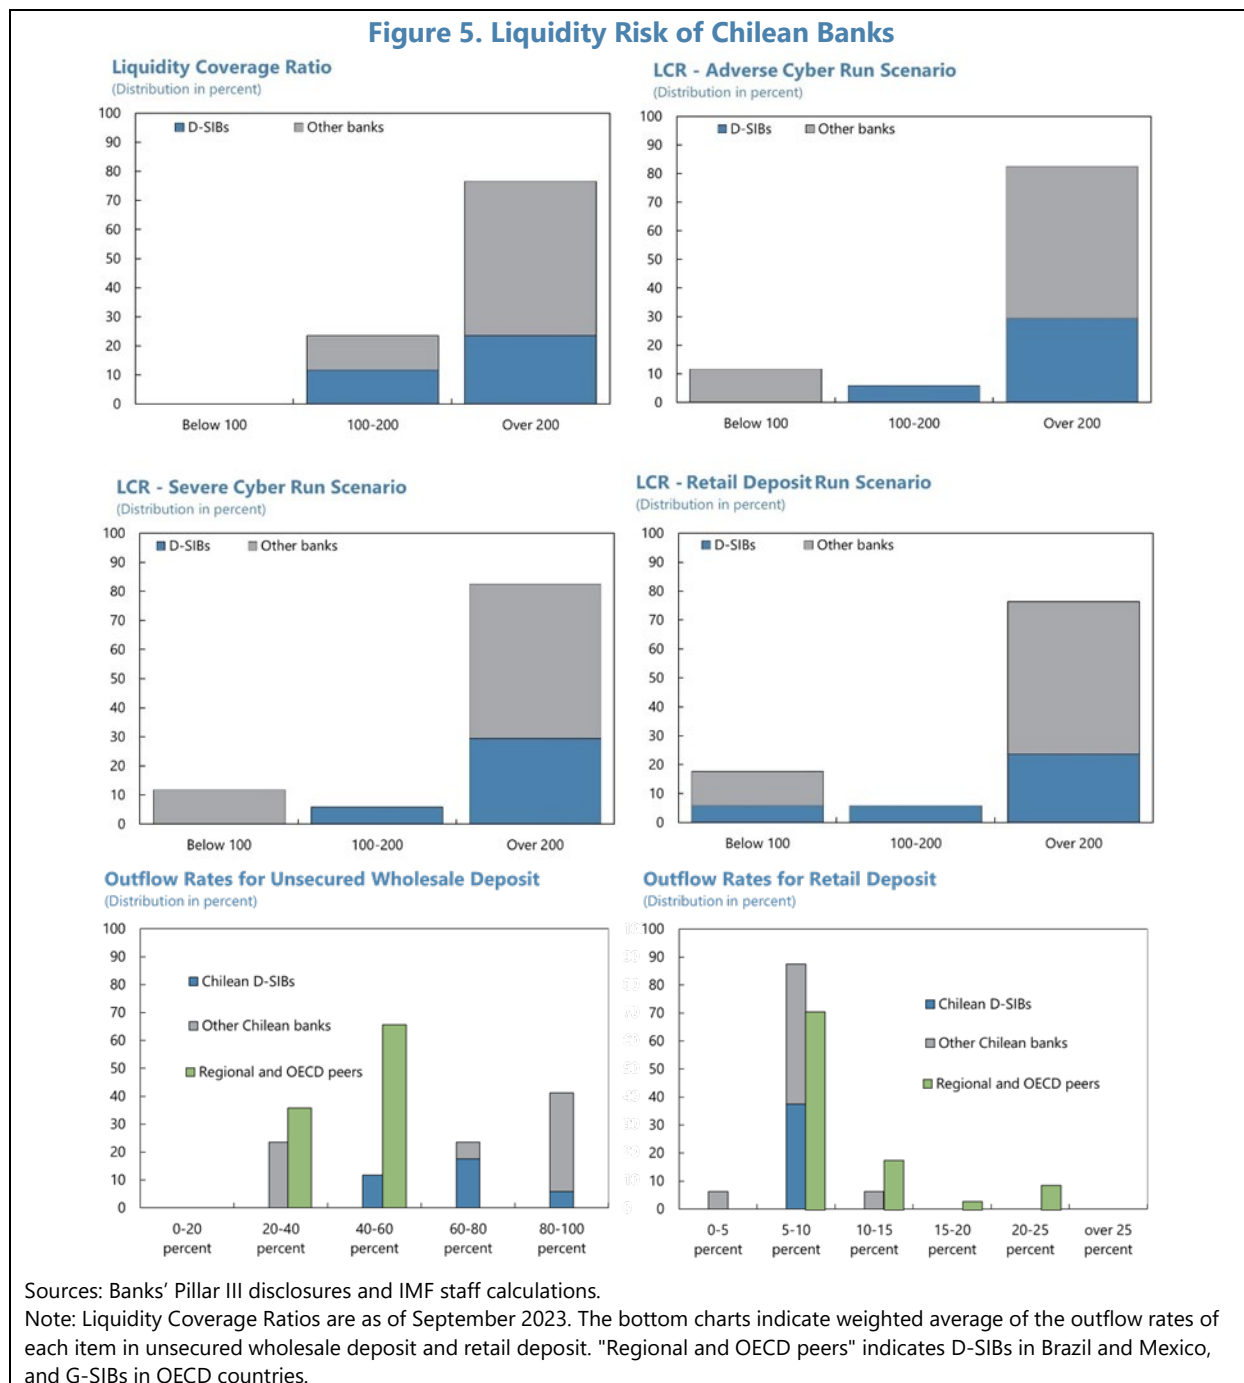 Figure 5. Liquidity Risk of Chilean Banks
Liquidity Coverage Ratio
(Distribution in percent)
100
90
80
70
60
50
40
30
20
10
0
D-SIBs Other banks
Below 100 100-200 Over 200
LCR - Adverse Cyber Run Scenario
(Distribution in percent)
100
90
80
70
60
50
40
30
20
10
0
D-SIBs Other banks
Below 100 100-200 Over 200
LCR - Severe Cyber Run Scenario
(Distribution in percent)
100
90
80
70
60
50
40
30
20
10
0
D-SIBs Other banks
Below 100 100-200 Over 200
LCR - Retail Deposit Run Scenario
(Distribution in percent)
100
90
80
70
60
50
40
30
20
10
0
D-SIBs Other banks
Below 100 100-200 Over 200
Outflow Rates for Unsecured Wholesale Deposit
(Distribution in percent)
100
90
80
70
60
50
40
30
20
10
0
Chilean D-SIBs
Other Chilean banks
Regional and OECD peers
0-20 20-40 40-60 60-80 80-100
percent percent percent percent percent
Outflow Rates for Retail Deposit
(Distribution in percent)
100
90
80
70
60
50
40
30
20
10
0
Chilean D-SIBs
Other Chilean banks
Regional and OECD peers
0-5 5-10 10-15 15-20 20-25 over 25
percent percent percent percent percent percent
Sources: Banks’ Pillar III disclosures and IMF staff calculations.
Note: Liquidity Coverage Ratios are as of September 2023. The bottom charts indicate weighted average of the outflow rates of
each item in unsecured wholesale deposit and retail deposit. "Regional and OECD peers" indicates D-SIBs in Brazil and Mexico,
and G-SIBs in OECD countries.